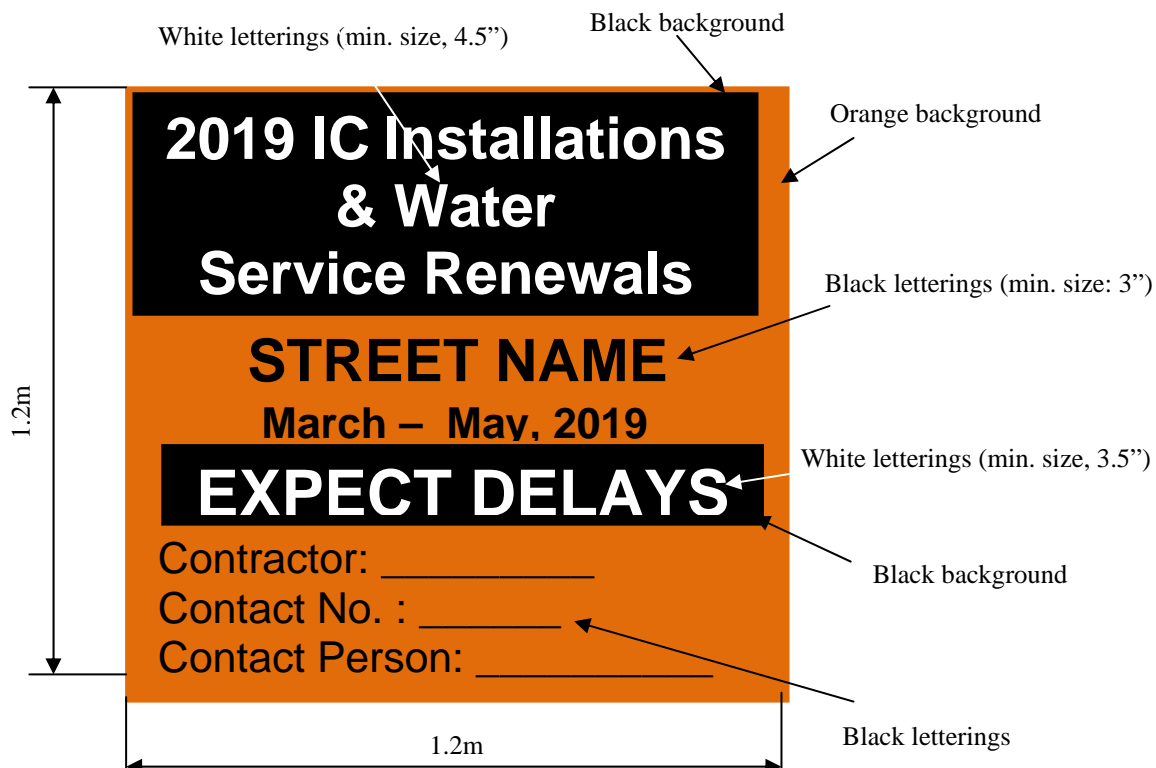 White letterings (min. size, 4.5”)
Black background
Orange background
2019 IC Installations
& Water
Service Renewals
Black letterings (min. size: 3”)
STREET NAME
1.2m
March –  May, 2019
White letterings (min. size, 3.5”)
EXPECT DELAYS
Contractor: _________
Black background
Contact No. : ______
Contact Person: __________
Black letterings
1.2m